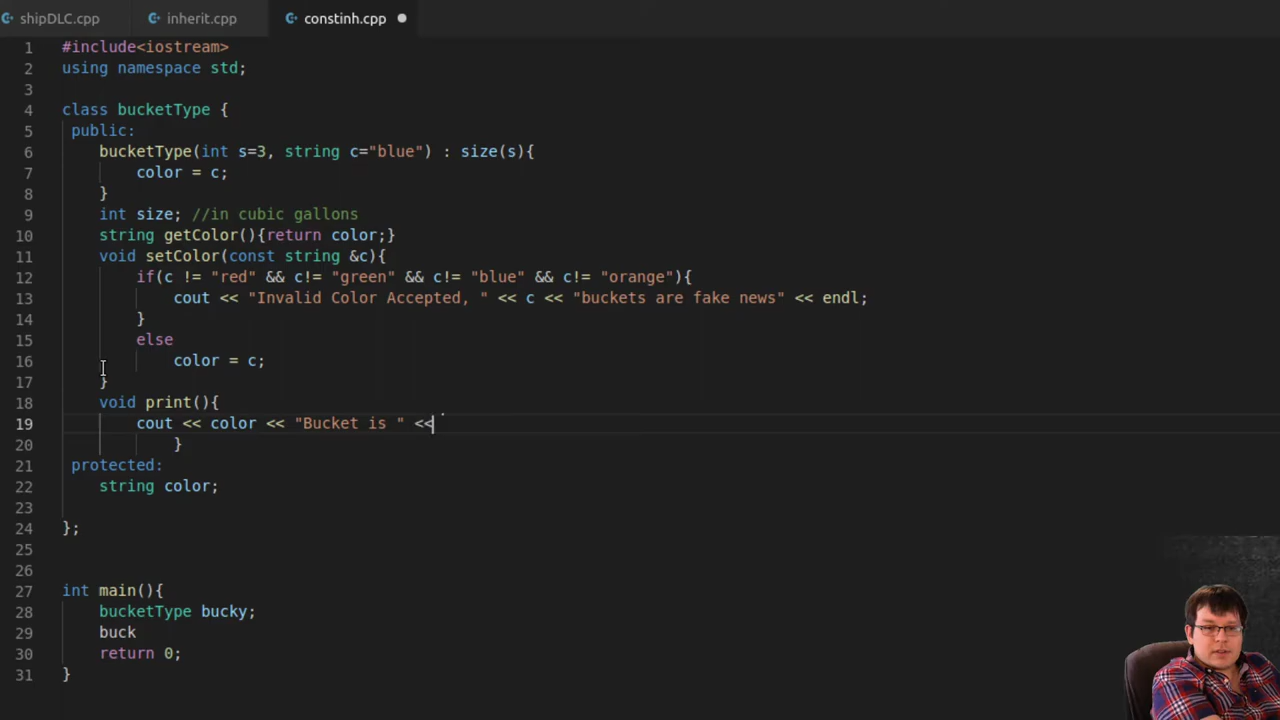 shipDLC.cpp inherit.cpp constinh.cpp
1 #include<iostream>
2 using namespace std;
3
4 class bucketType {
5 public:
6 bucketType(int s=3, string c="blue") : size(s){
7 color = c;
8 }
9 int size; //in cubic gallons
10 string getColor(){return color;}
11 void setColor(const string &c){
12 if(c != "red" && c!= "green" && c!= "blue" && c!= "orange"){
13 cout << "Invalid Color Accepted, " << c << "buckets are fake news" << endl;
14 }
15 else
16 color = c;
17 }
18 void print(){
19 cout << color << "Bucket is " <<
20 }
21 protected:
22 string color;
23
24 };
25
26
27 int main(){
28 bucketType bucky;
29 buck
30 return 0;
31 }